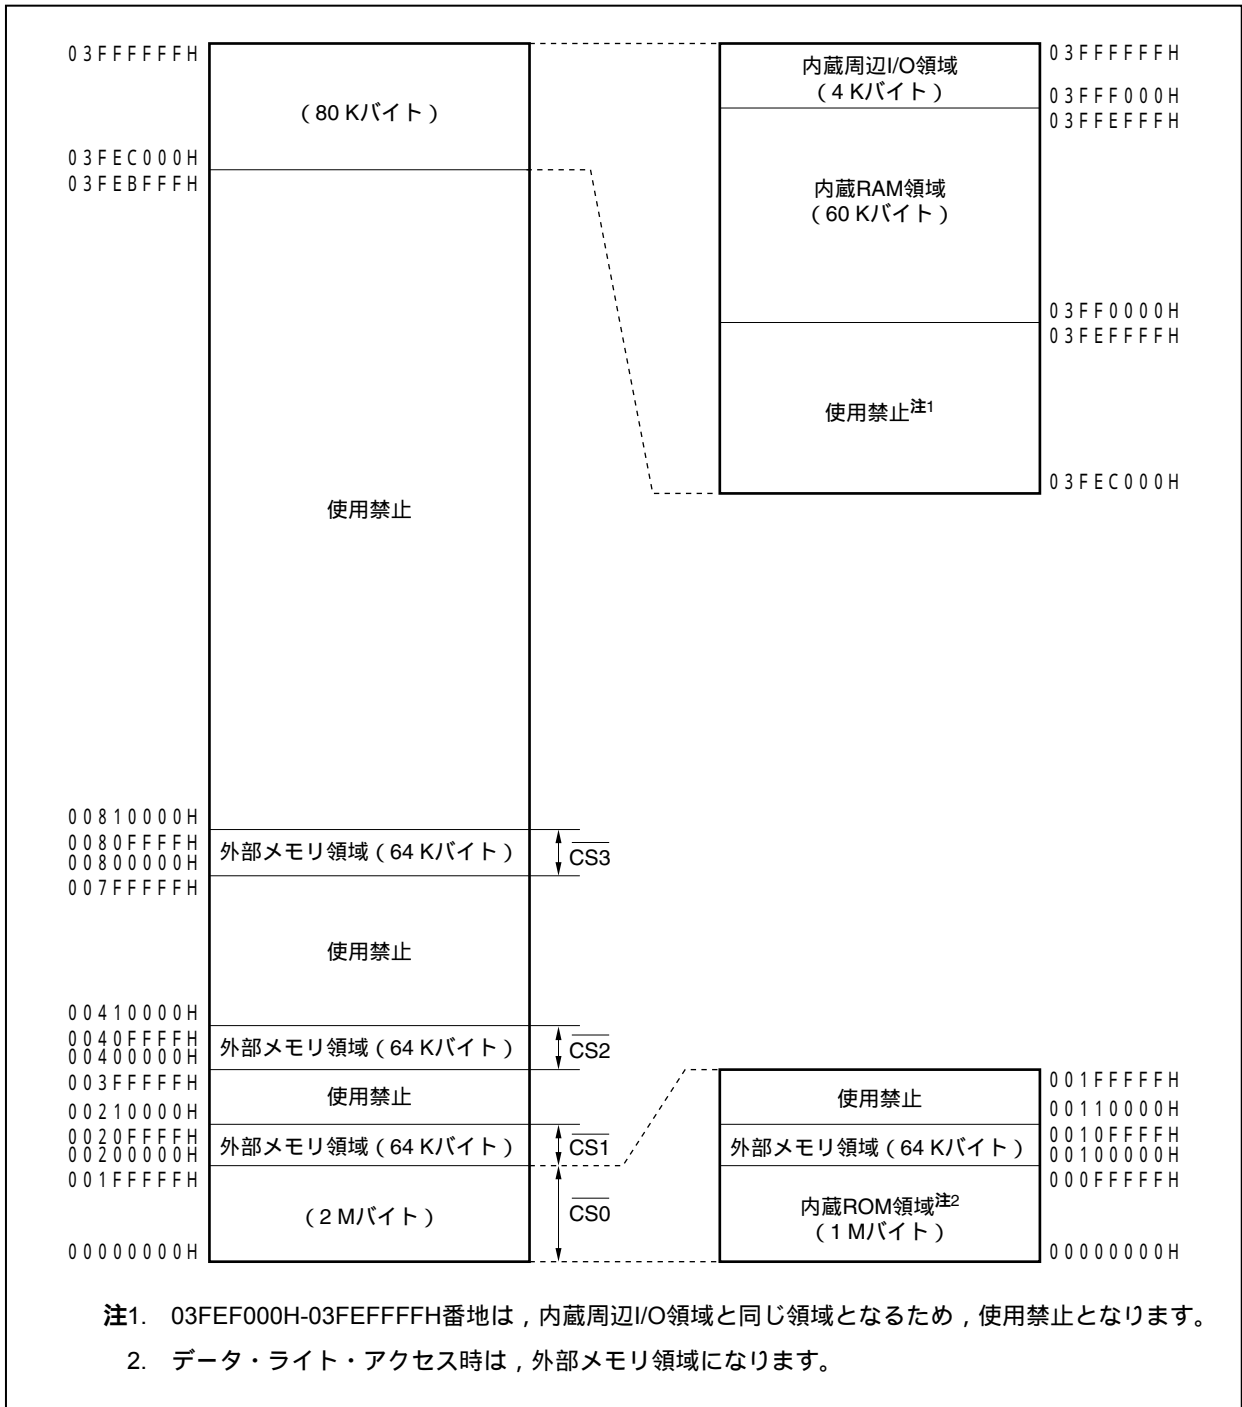 03FFFFFFH
（80 Kバイト）
03FEC000H
03FEBFFFH
使用禁止
00810000H
0080FFFFH
外部メモリ領域（64 Kバイト）
CS3
00800000H
007FFFFFH
使用禁止
00410000H
0040FFFFH
外部メモリ領域（64 Kバイト）
CS2
00400000H
003FFFFFH
使用禁止
00210000H
0020FFFFH
外部メモリ領域（64 Kバイト）
CS1
00200000H
001FFFFFH
（2 Mバイト）
CS0
00000000H
内蔵周辺I/O領域
（4 Kバイト）
03FFFFFFH
03FFF000H
03FFEFFFH
内蔵RAM領域
（60 Kバイト）
03FF0000H
03FEFFFFH
使用禁止注1
03FEC000H
001FFFFFH
使用禁止
00110000H
0010FFFFH
外部メモリ領域（64 Kバイト）
00100000H
000FFFFFH
内蔵ROM領域注2
（1 Mバイト）
00000000H
注1. 03FEF000H-03FEFFFFH番地は，内蔵周辺I/O領域と同じ領域となるため，使用禁止となります。
2. データ・ライト・アクセス時は，外部メモリ領域になります。